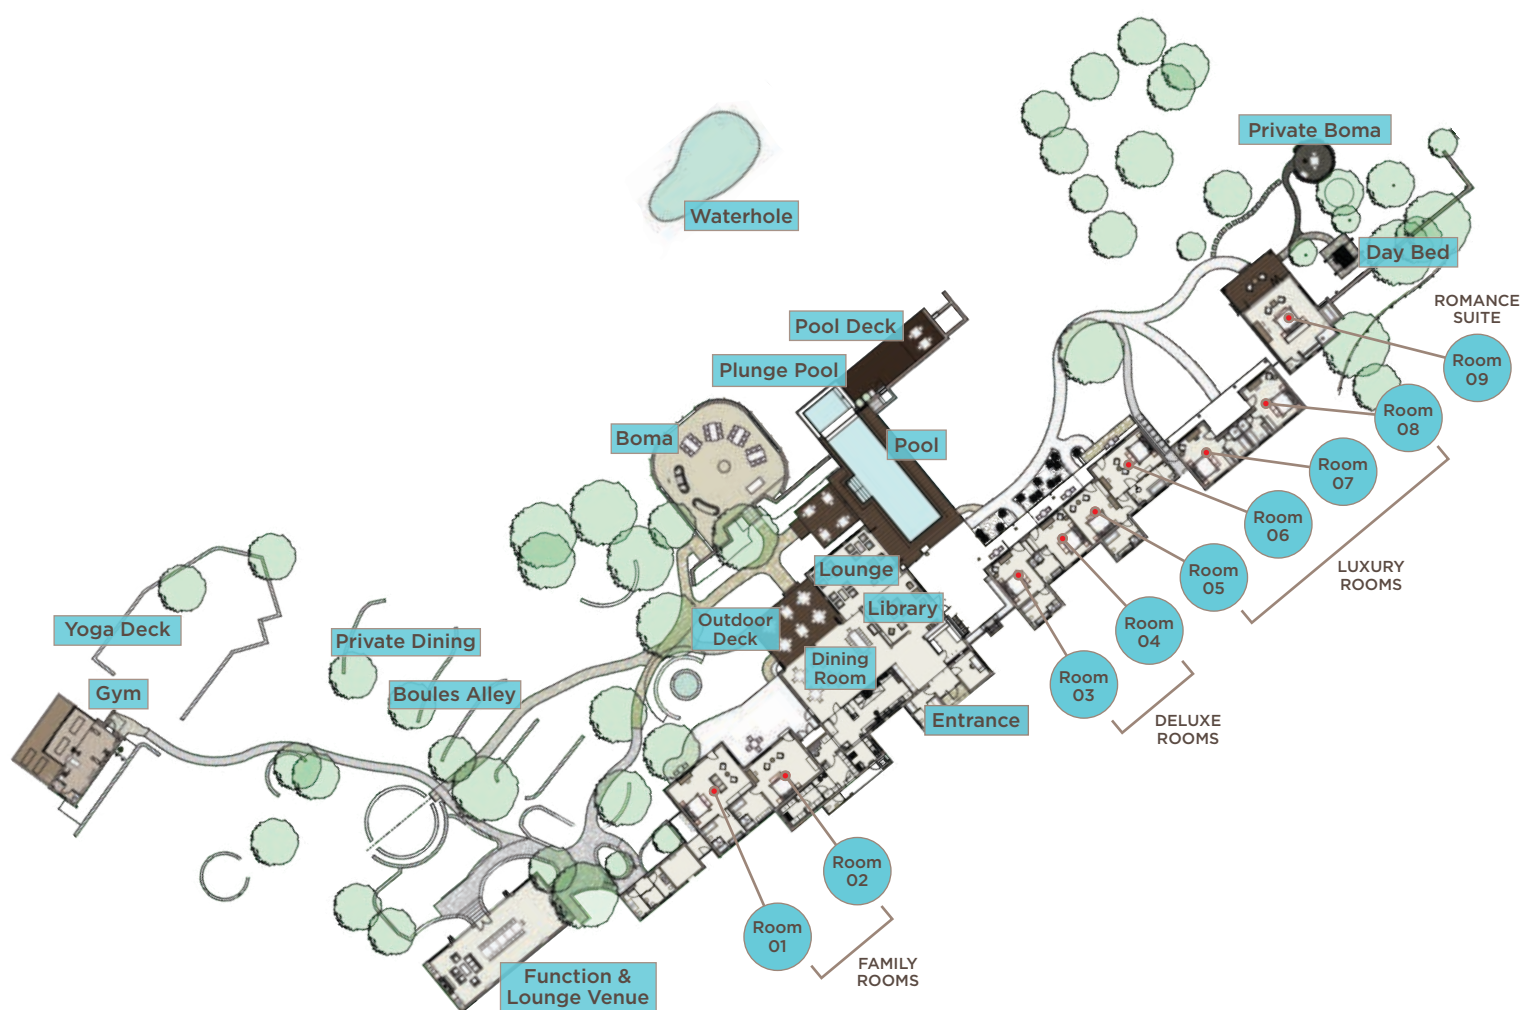 Private Boma
Waterhole
Day Bed
ROMANCE
SUITE
Pool Deck
Plunge Pool
Room
09
Room
08
Boma
Pool
Room
07
Room
06
LUXURY
ROOMS
Lounge
Room
05
Library
Yoga Deck
Private Dining
Outdoor
Deck
Room
04
Dining
Room
Gym
Boules Alley
Room
03
Entrance
DELUXE
ROOMS
Room
02
Room
01
FAMILY
ROOMS
Function &
Lounge Venue